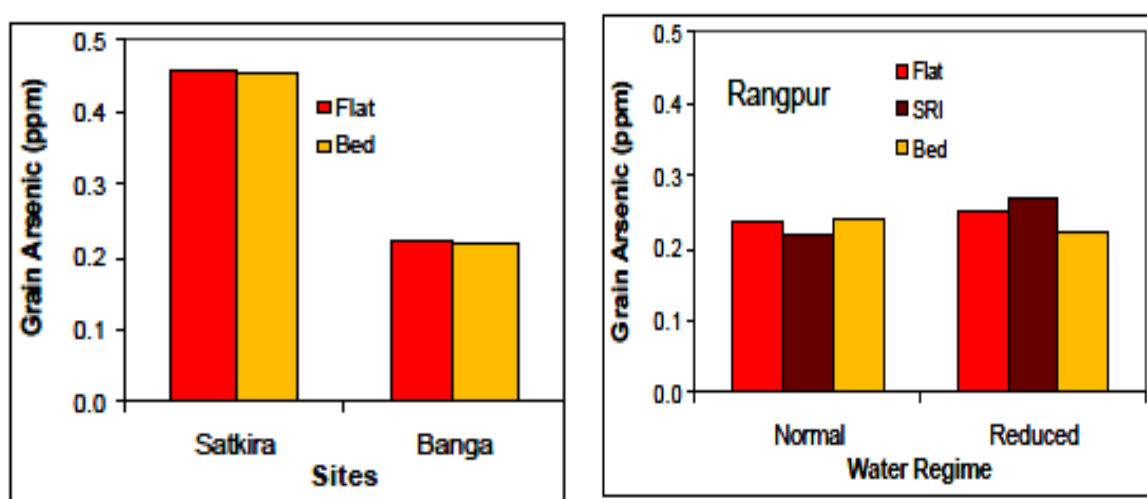 Grain Arsenic (ppm)
0.5
0.4
0.3
0.2
0.1
0.0
Flat
Bed
Satkira Banga
Sites
Grain Arsenic (ppm)
0.5
0.4
0.3
0.2
0.1
0.0
Rangpur
Flat
SRI
Bed
Normal Reduced
Water Regime